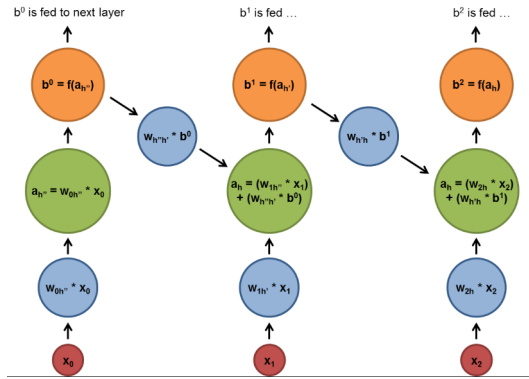 b⁰ is fed to next layer
b¹ is fed ...
b² is fed ...
b⁰ = f(aₕ″)
b¹ = f(aₕ′)
b² = f(aₕ)
wₕ″ₕ′ * b⁰
wₕ′ₕ * b¹
aₕ″ = w₀ₕ″ * x₀
aₕ = (w₁ₕ″ * x₁)
+ (wₕ″ₕ′ * b⁰)
aₕ = (w₂ₕ * x₂)
+ (wₕ′ₕ * b¹)
w₀ₕ″ * x₀
w₁ₕ′ * x₁
w₂ₕ * x₂
x₀
x₁
x₂